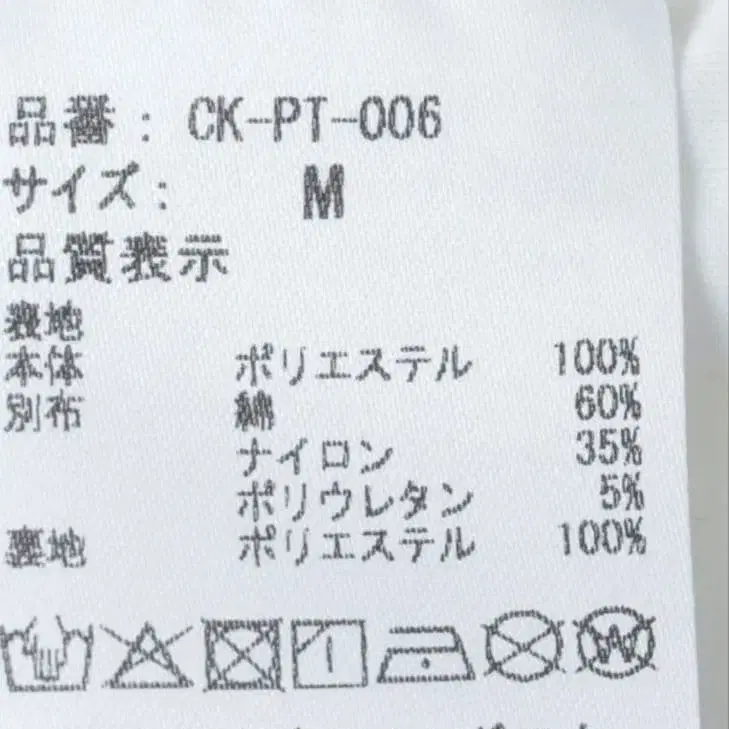 品番: CK-PT-006
サイズ: M
品質表示
表地
本体 ポリエステル 100%
別布 綿 60%
ナイロン 35%
ポリウレタン 5%
裏地 ポリエステル 100%
W